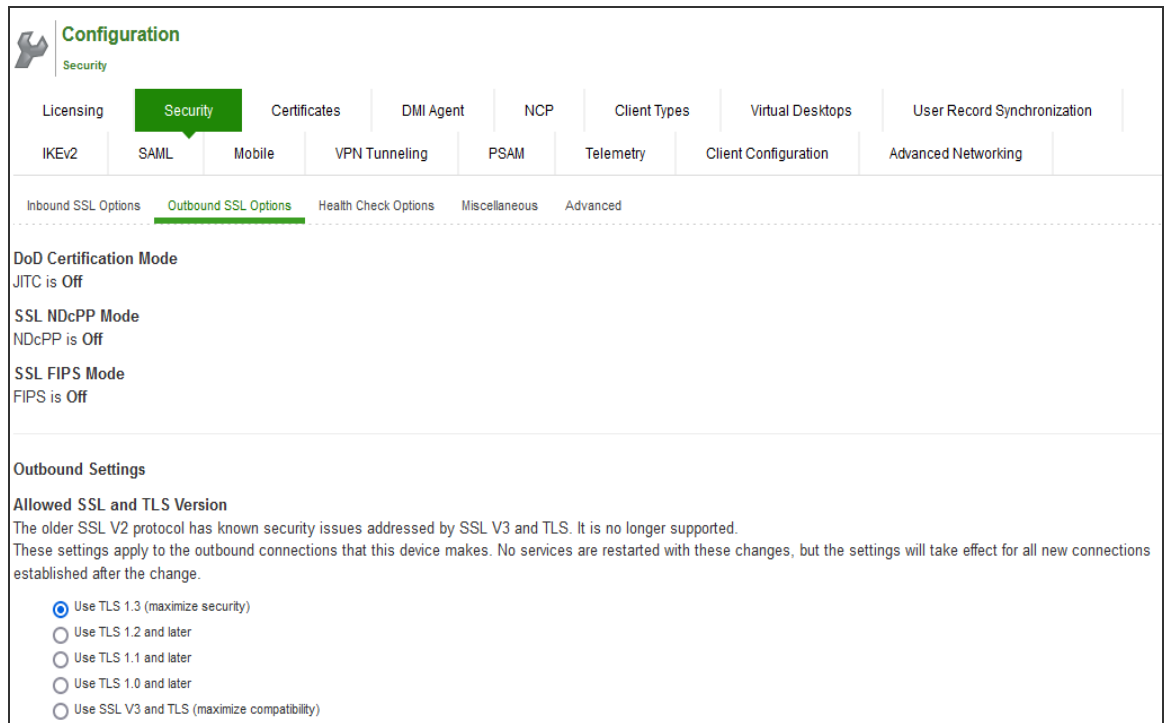 Configuration
Security
Licensing Security Certificates DMI Agent NCP Client Types Virtual Desktops User Record Synchronization
IKEv2 SAML Mobile VPN Tunneling PSAM Telemetry Client Configuration Advanced Networking
Inbound SSL Options Outbound SSL Options Health Check Options Miscellaneous Advanced
DoD Certification Mode
JITC is Off
SSL NDcPP Mode
NDcPP is Off
SSL FIPS Mode
FIPS is Off
Outbound Settings
Allowed SSL and TLS Version
The older SSL V2 protocol has known security issues addressed by SSL V3 and TLS. It is no longer supported.
These settings apply to the outbound connections that this device makes. No services are restarted with these changes, but the settings will take effect for all new connections
established after the change.
Use TLS 1.3 (maximize security)
Use TLS 1.2 and later
Use TLS 1.1 and later
Use TLS 1.0 and later
Use SSL V3 and TLS (maximize compatibility)